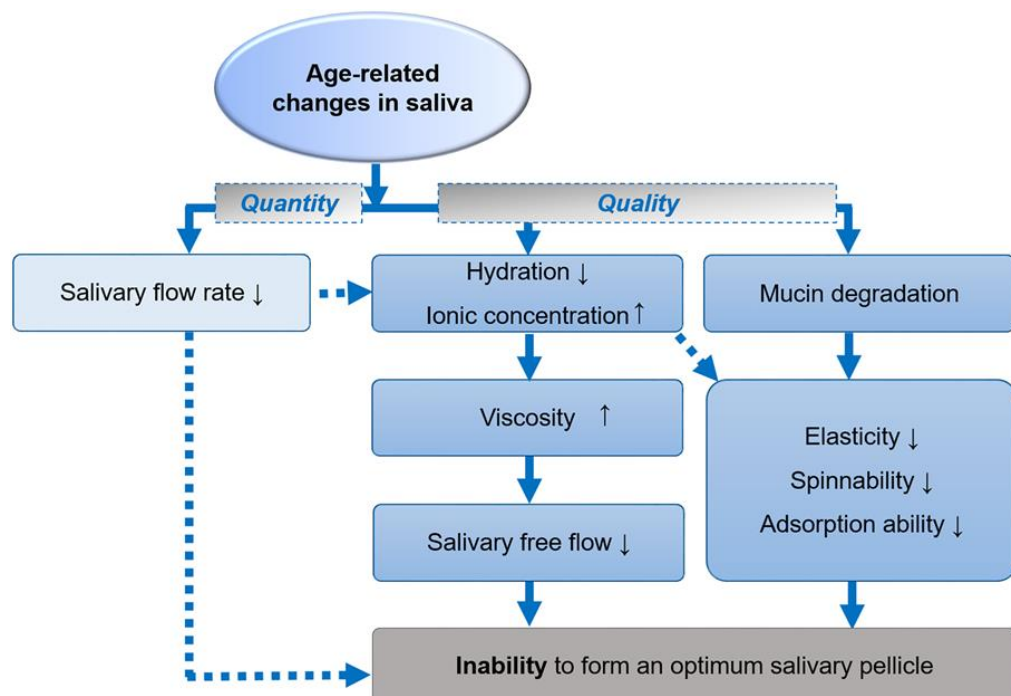 Age-related
changes in saliva
Quantity
Quality
Salivary flow rate ↓
Hydration ↓
Ionic concentration ↑
Mucin degradation
Viscosity ↑
Elasticity ↓
Spinnability ↓
Adsorption ability ↓
Salivary free flow ↓
Inability to form an optimum salivary pellicle